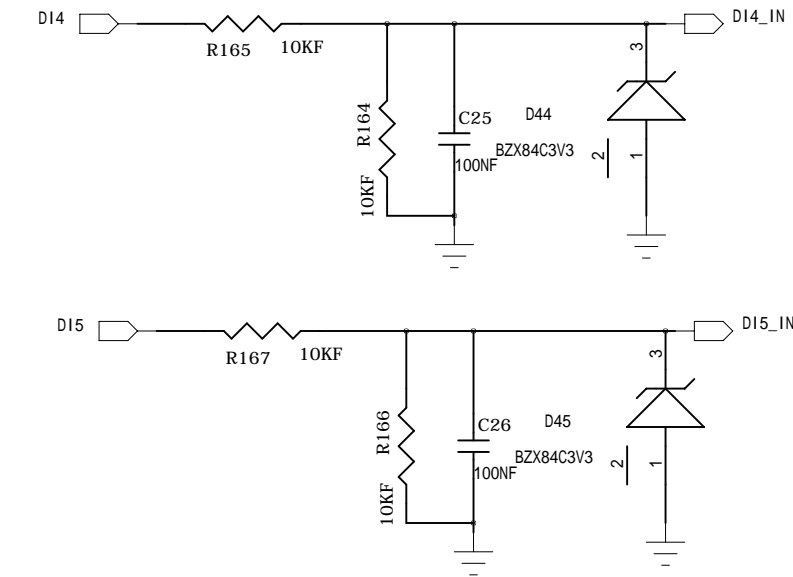 DI4
R165
10KF
DI4_IN
3
R164
10KF
C25
100NF
D44
BZX84C3V3
2
1
DI5
R167
10KF
DI5_IN
3
R166
10KF
C26
100NF
D45
BZX84C3V3
2
1